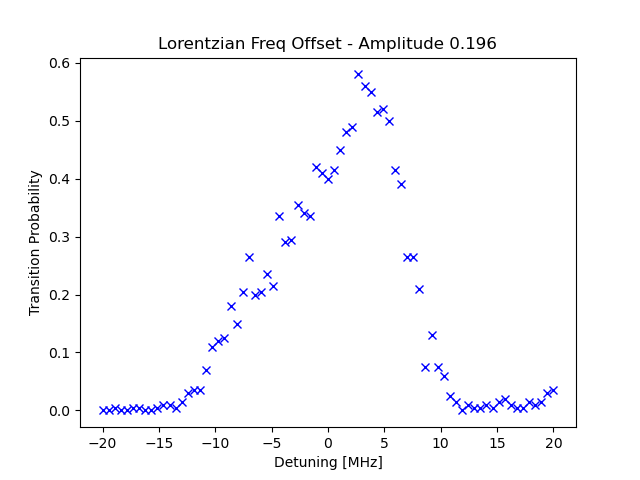 Lorentzian Freq Offset - Amplitude 0.196
Transition Probability
0.6
0.5
0.4
0.3
0.2
0.1
0.0
−20 −15 −10 −5 0 5 10 15 20
Detuning [MHz]